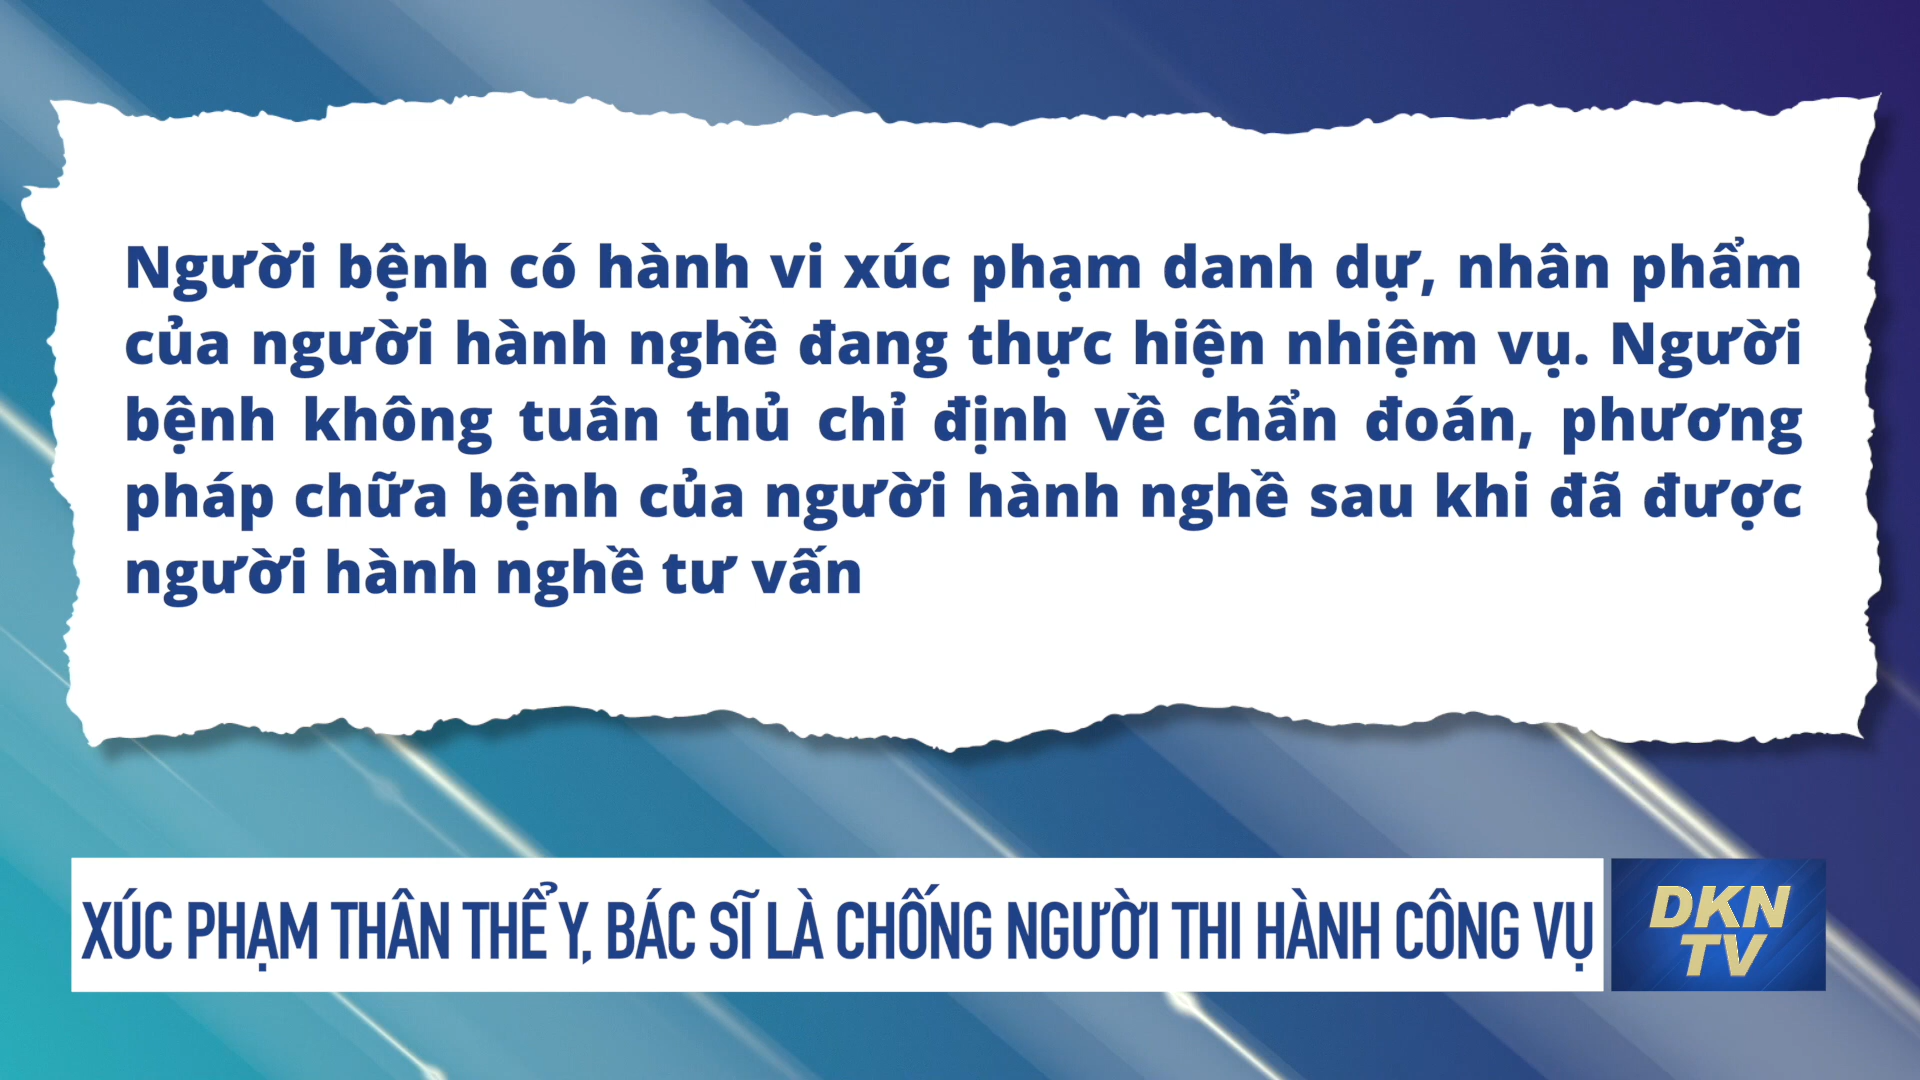 Người bệnh có hành vi xúc phạm danh dự, nhân phẩm
của người hành nghề đang thực hiện nhiệm vụ. Người
bệnh không tuân thủ chỉ định về chẩn đoán, phương
pháp chữa bệnh của người hành nghề sau khi đã được
người hành nghề tư vấn
XÚC PHẠM THÂN THỂ Y, BÁC SĨ LÀ CHỐNG NGƯỜI THI HÀNH CÔNG VỤ
DKN
TV